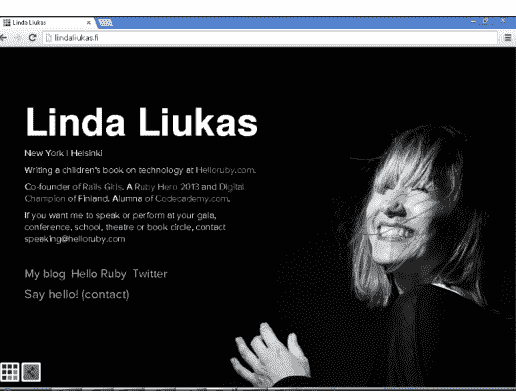 Linda Liukas
lindaliukas.fi
Linda Liukas
New York | Helsinki
Writing a children's book on technology at Helloruby.com.
Co-founder of Rails Girls. A Ruby Hero 2013 and Digital
Champion of Finland. Alumna of Codecademy.com.
If you want me to speak or perform at your gala,
conference, school, theatre or book circle, contact
speaking@helloruby.com
My blog Hello Ruby Twitter
Say hello! (contact)